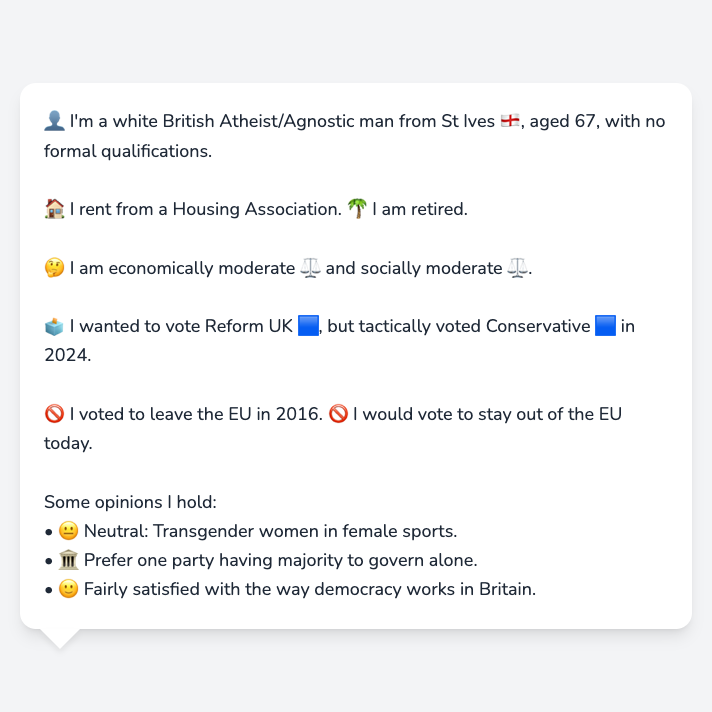 👤 I'm a white British Atheist/Agnostic man from St Ives 🏴󠁧󠁢󠁥󠁮󠁧󠁿, aged 67, with no
formal qualifications.
🏠 I rent from a Housing Association. 🌴 I am retired.
🤔 I am economically moderate ⚖️ and socially moderate ⚖️.
🗳️ I wanted to vote Reform UK 🟦, but tactically voted Conservative 🟦 in
2024.
🚫 I voted to leave the EU in 2016. 🚫 I would vote to stay out of the EU
today.
Some opinions I hold:
• 😐 Neutral: Transgender women in female sports.
• 🏛️ Prefer one party having majority to govern alone.
• 🙂 Fairly satisfied with the way democracy works in Britain.